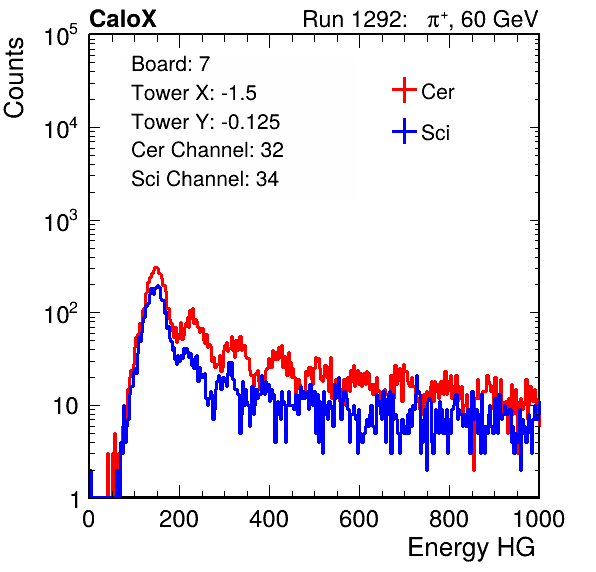 CaloX Run 1292: π⁺, 60 GeV
Board: 7
Tower X: -1.5
Tower Y: -0.125
Cer Channel: 32
Sci Channel: 34
Cer
Sci
Counts
10⁵
10⁴
10³
10²
10
1
0 200 400 600 800 1000
Energy HG